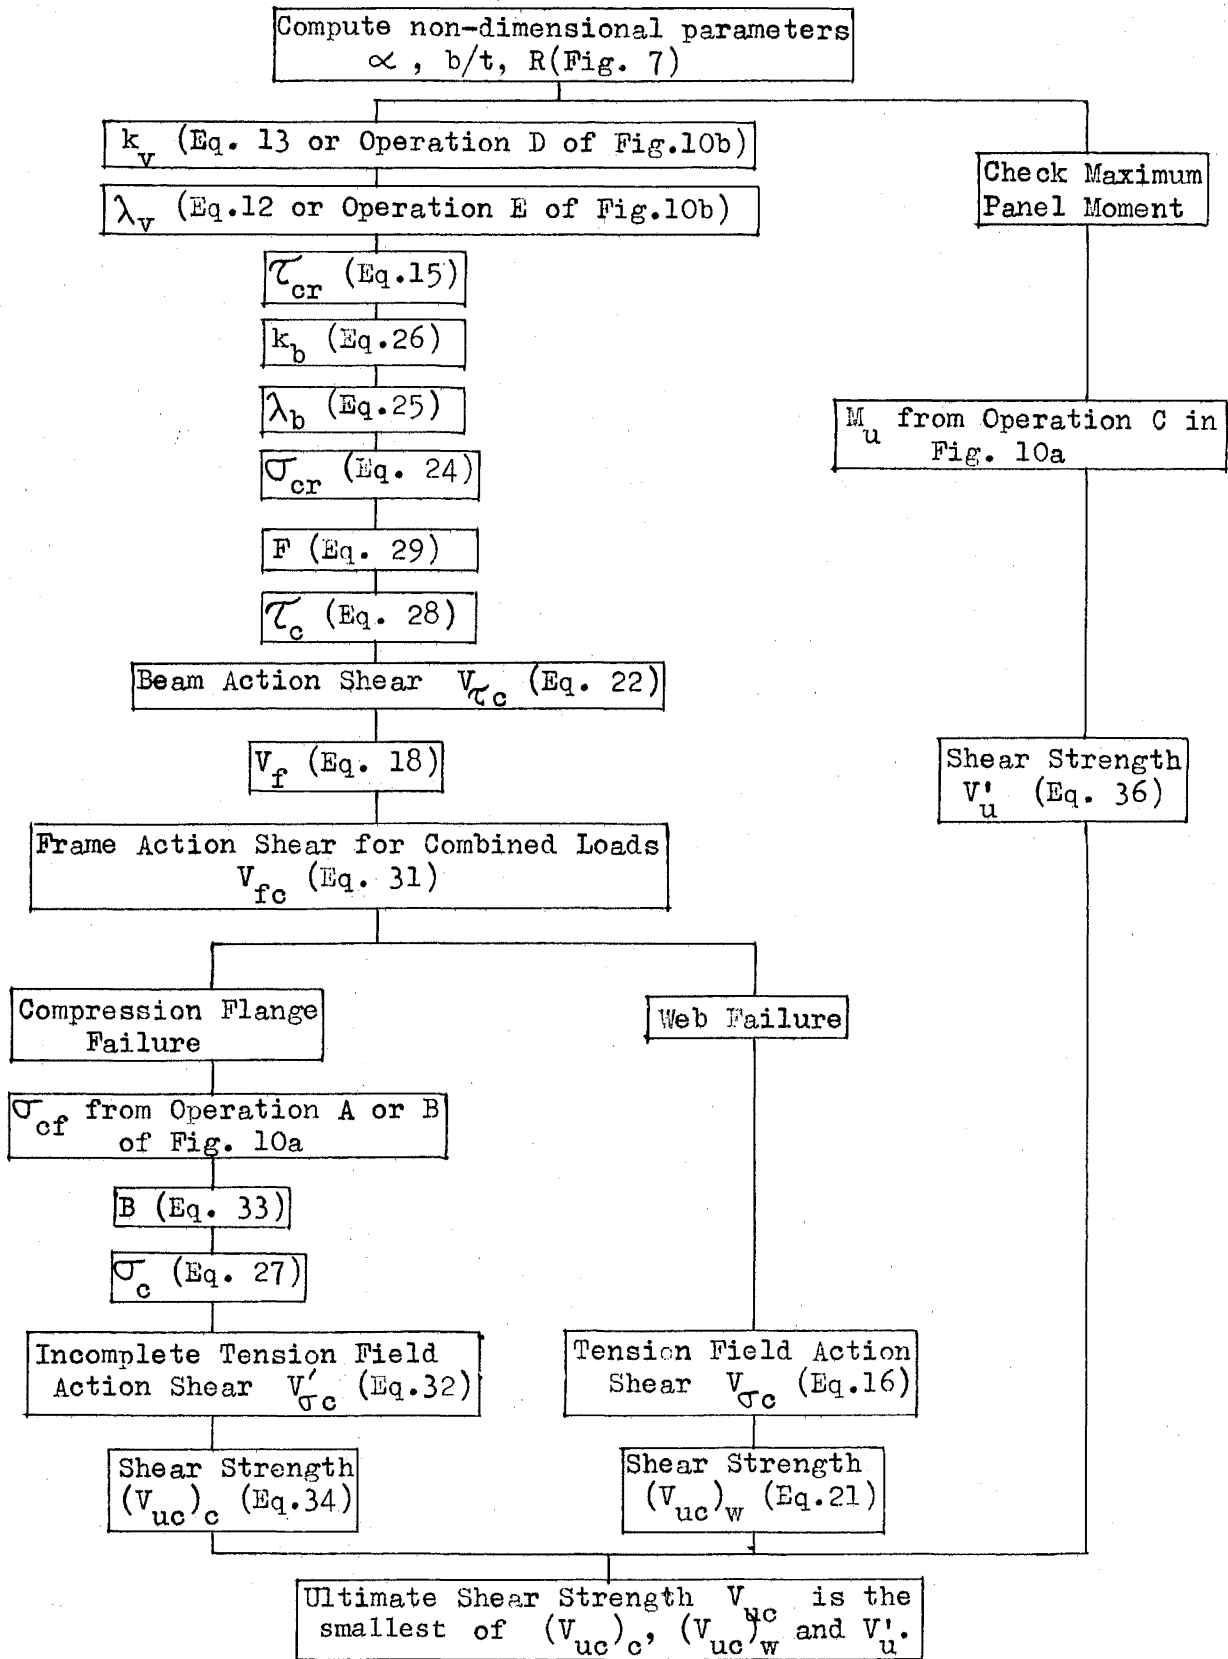 Compute non-dimensional parameters
∝ , b/t, R(Fig. 7)
k_v (Eq. 13 or Operation D of Fig.10b)
λ_v (Eq.12 or Operation E of Fig.10b)
τ_cr (Eq.15)
k_b (Eq.26)
λ_b (Eq.25)
σ_cr (Eq. 24)
F (Eq. 29)
τ_c (Eq. 28)
Beam Action Shear V_τc (Eq. 22)
V_f (Eq. 18)
Frame Action Shear for Combined Loads
V_fc (Eq. 31)
Check Maximum
Panel Moment
M_u from Operation C in
Fig. 10a
Shear Strength
V'_u (Eq. 36)
Compression Flange
Failure
σ_cf from Operation A or B
of Fig. 10a
B (Eq. 33)
σ_c (Eq. 27)
Incomplete Tension Field
Action Shear V'_σc (Eq.32)
Shear Strength
(V_uc)_c (Eq.34)
Web Failure
Tension Field Action
Shear V_σc (Eq.16)
Shear Strength
(V_uc)_w (Eq.21)
Ultimate Shear Strength V_uc is the
smallest of (V_uc)_c, (V_uc)_w and V'_u.